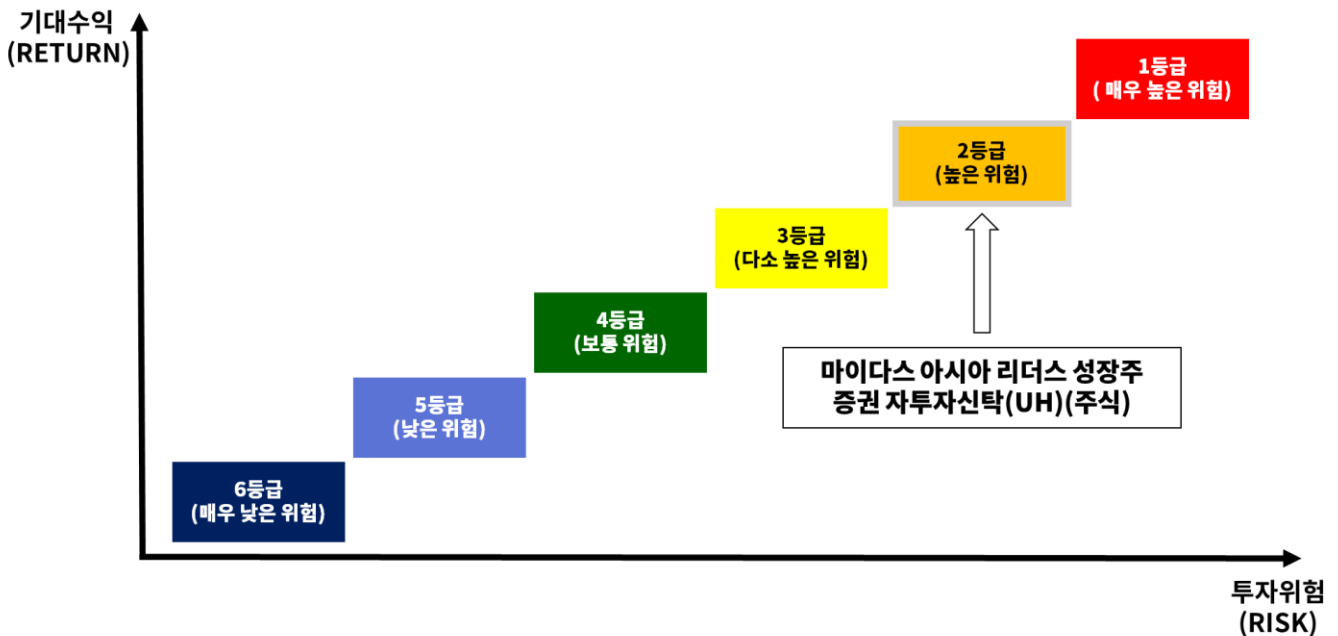 기대수익
(RETURN)
1등급
( 매우 높은 위험)
2등급
(높은 위험)
3등급
(다소 높은 위험)
4등급
(보통 위험)
마이다스 아시아 리더스 성장주
증권 자투자신탁(UH)(주식)
5등급
(낮은 위험)
6등급
(매우 낮은 위험)
투자위험
(RISK)